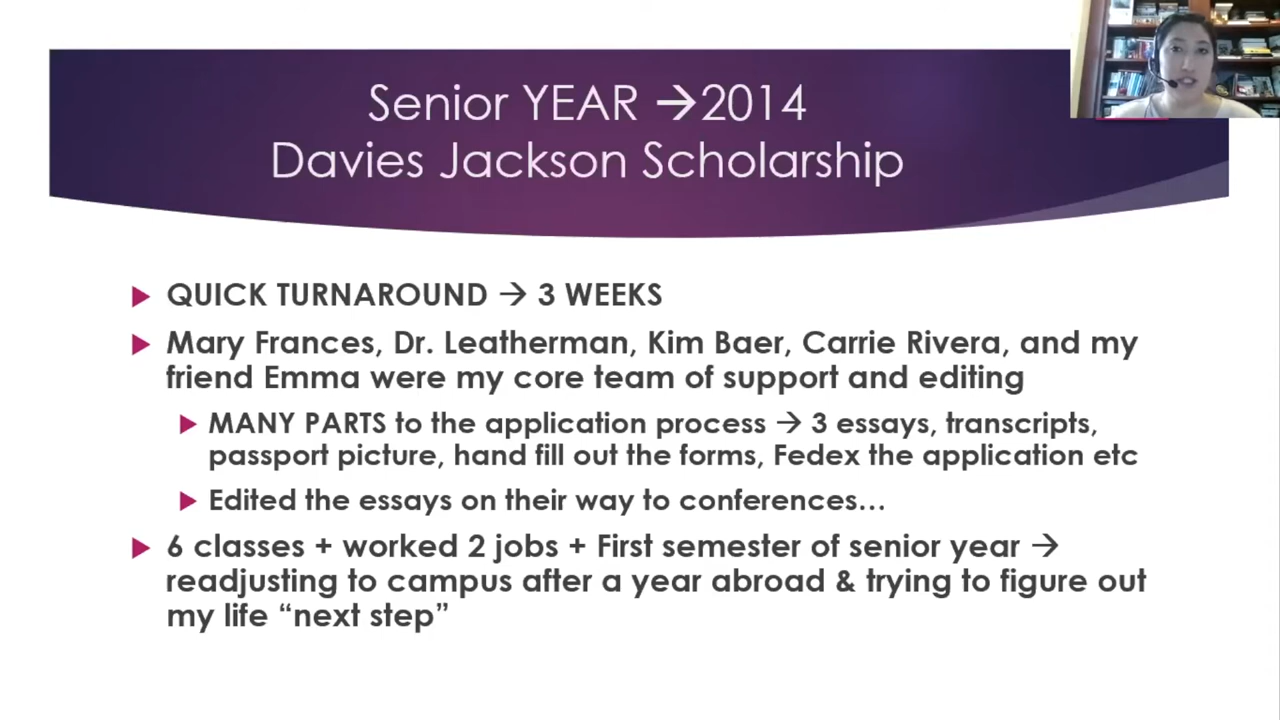 Senior YEAR →2014
Davies Jackson Scholarship
QUICK TURNAROUND → 3 WEEKS
Mary Frances, Dr. Leatherman, Kim Baer, Carrie Rivera, and my
friend Emma were my core team of support and editing
MANY PARTS to the application process → 3 essays, transcripts,
passport picture, hand fill out the forms, Fedex the application etc
Edited the essays on their way to conferences…
6 classes + worked 2 jobs + First semester of senior year →
readjusting to campus after a year abroad & trying to figure out
my life “next step”